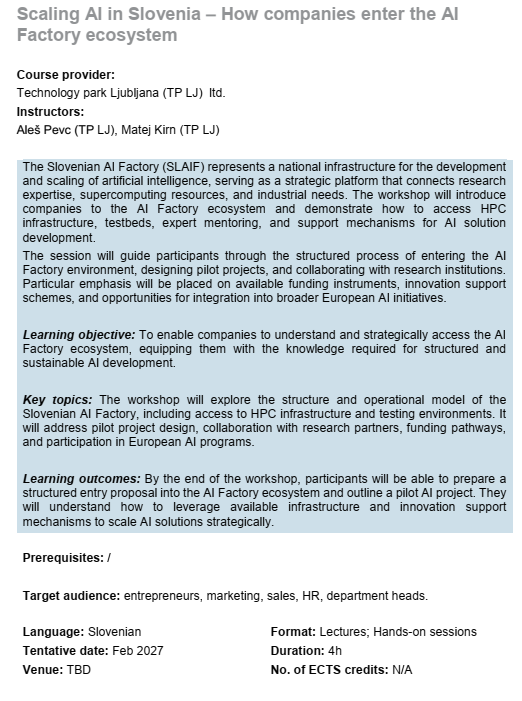 Scaling AI in Slovenia – How companies enter the AI
Factory ecosystem
Course provider:
Technology park Ljubljana (TP LJ) ltd.
Instructors:
Aleš Pevc (TP LJ), Matej Kirn (TP LJ)
The Slovenian AI Factory (SLAIF) represents a national infrastructure for the development
and scaling of artificial intelligence, serving as a strategic platform that connects research
expertise, supercomputing resources, and industrial needs. The workshop will introduce
companies to the AI Factory ecosystem and demonstrate how to access HPC
infrastructure, testbeds, expert mentoring, and support mechanisms for AI solution
development.
The session will guide participants through the structured process of entering the AI
Factory environment, designing pilot projects, and collaborating with research institutions.
Particular emphasis will be placed on available funding instruments, innovation support
schemes, and opportunities for integration into broader European AI initiatives.
Learning objective: To enable companies to understand and strategically access the AI
Factory ecosystem, equipping them with the knowledge required for structured and
sustainable AI development.
Key topics: The workshop will explore the structure and operational model of the
Slovenian AI Factory, including access to HPC infrastructure and testing environments. It
will address pilot project design, collaboration with research partners, funding pathways,
and participation in European AI programs.
Learning outcomes: By the end of the workshop, participants will be able to prepare a
structured entry proposal into the AI Factory ecosystem and outline a pilot AI project. They
will understand how to leverage available infrastructure and innovation support
mechanisms to scale AI solutions strategically.
Prerequisites: /
Target audience: entrepreneurs, marketing, sales, HR, department heads.
Language: Slovenian
Format: Lectures; Hands-on sessions
Tentative date: Feb 2027
Duration: 4h
Venue: TBD
No. of ECTS credits: N/A